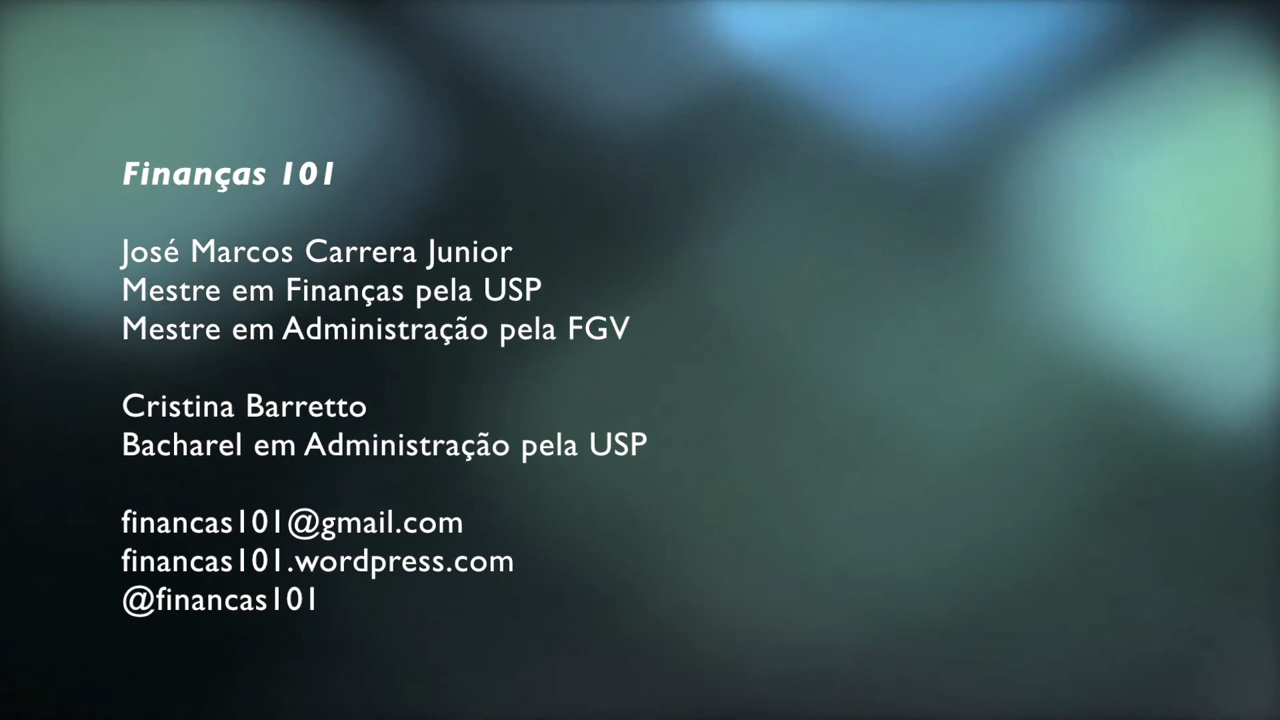 Finanças 101
José Marcos Carrera Junior
Mestre em Finanças pela USP
Mestre em Administração pela FGV
Cristina Barretto
Bacharel em Administração pela USP
financas101@gmail.com
financas101.wordpress.com
@financas101